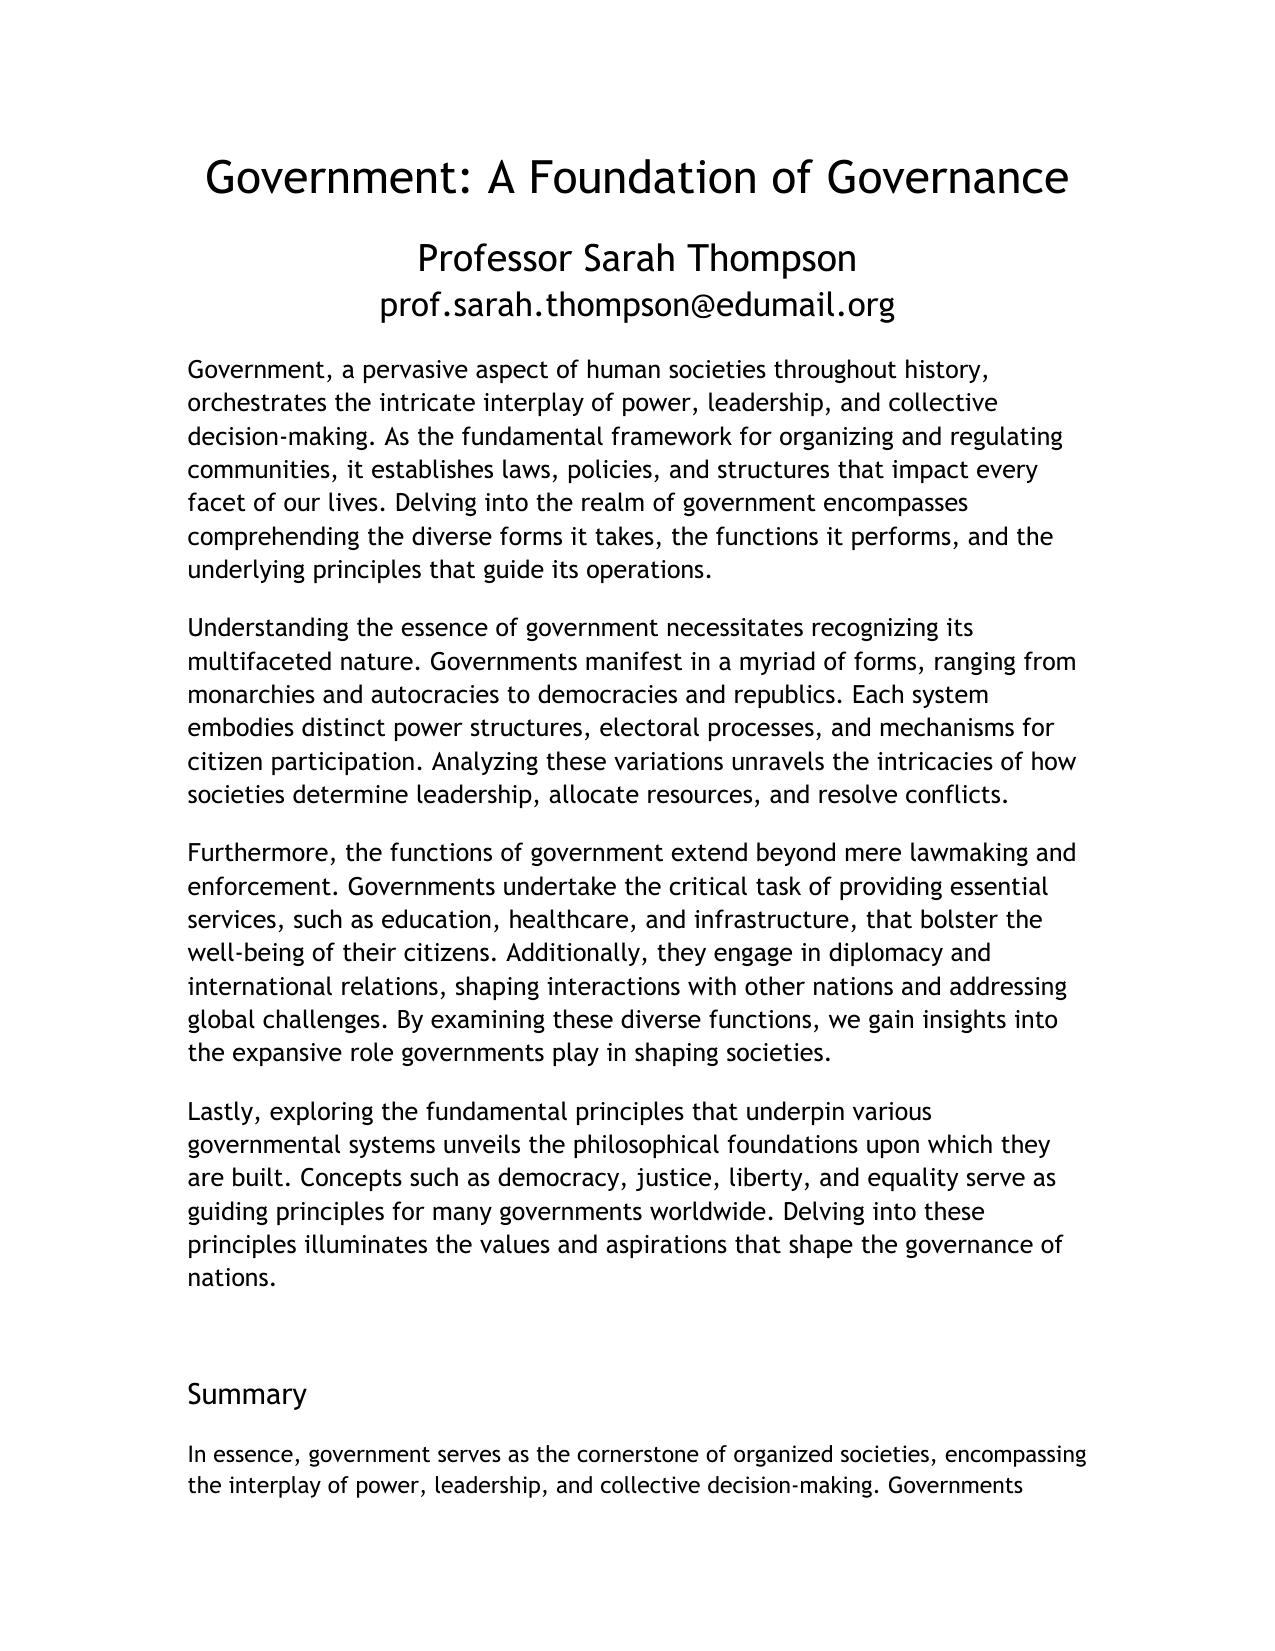 Government: A Foundation of Governance
Professor Sarah Thompson
prof.sarah.thompson@edumail.org
Government, a pervasive aspect of human societies throughout history,
orchestrates the intricate interplay of power, leadership, and collective
decision-making. As the fundamental framework for organizing and regulating
communities, it establishes laws, policies, and structures that impact every
facet of our lives. Delving into the realm of government encompasses
comprehending the diverse forms it takes, the functions it performs, and the
underlying principles that guide its operations.
Understanding the essence of government necessitates recognizing its
multifaceted nature. Governments manifest in a myriad of forms, ranging from
monarchies and autocracies to democracies and republics. Each system
embodies distinct power structures, electoral processes, and mechanisms for
citizen participation. Analyzing these variations unravels the intricacies of how
societies determine leadership, allocate resources, and resolve conflicts.
Furthermore, the functions of government extend beyond mere lawmaking and
enforcement. Governments undertake the critical task of providing essential
services, such as education, healthcare, and infrastructure, that bolster the
well-being of their citizens. Additionally, they engage in diplomacy and
international relations, shaping interactions with other nations and addressing
global challenges. By examining these diverse functions, we gain insights into
the expansive role governments play in shaping societies.
Lastly, exploring the fundamental principles that underpin various
governmental systems unveils the philosophical foundations upon which they
are built. Concepts such as democracy, justice, liberty, and equality serve as
guiding principles for many governments worldwide. Delving into these
principles illuminates the values and aspirations that shape the governance of
nations.
Summary
In essence, government serves as the cornerstone of organized societies, encompassing
the interplay of power, leadership, and collective decision-making. Governments